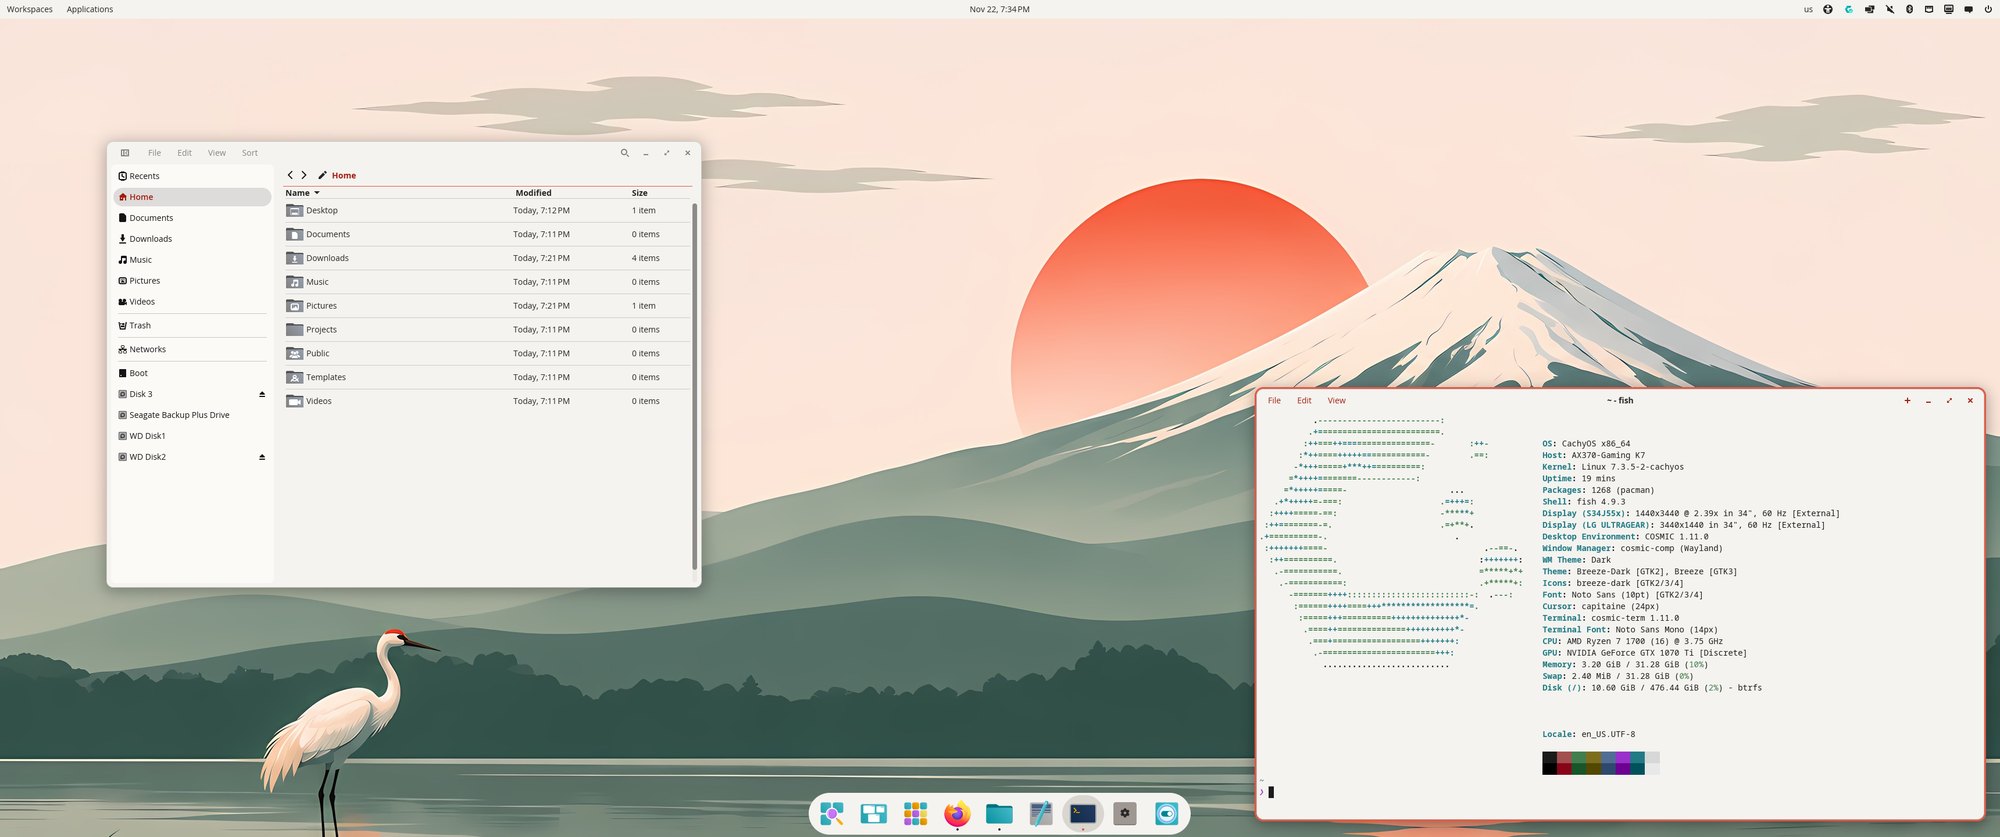 Workspaces Applications Nov 22, 7:34 PM us
File Edit View Sort
Recents
Home
Documents
Downloads
Music
Pictures
Videos
Trash
Networks
Boot
Disk 3
Seagate Backup Plus Drive
WD Disk1
WD Disk2
Home
Name Modified Size
Desktop Today, 7:12 PM 1 item
Documents Today, 7:11 PM 0 items
Downloads Today, 7:21 PM 4 items
Music Today, 7:11 PM 0 items
Pictures Today, 7:21 PM 1 item
Projects Today, 7:11 PM 0 items
Public Today, 7:11 PM 0 items
Templates Today, 7:11 PM 0 items
Videos Today, 7:11 PM 0 items
File Edit View ~ - fish
OS: CachyOS x86_64
Host: AX370-Gaming K7
Kernel: Linux 7.3.5-2-cachyos
Uptime: 19 mins
Packages: 1268 (pacman)
Shell: fish 4.9.3
Display (S34J55x): 1440x3440 @ 2.39x in 34", 60 Hz [External]
Display (LG ULTRAGEAR): 3440x1440 in 34", 60 Hz [External]
Desktop Environment: COSMIC 1.11.0
Window Manager: cosmic-comp (Wayland)
WM Theme: Dark
Theme: Breeze-Dark [GTK2], Breeze [GTK3]
Icons: breeze-dark [GTK2/3/4]
Font: Noto Sans (10pt) [GTK2/3/4]
Cursor: capitaine (24px)
Terminal: cosmic-term 1.11.0
Terminal Font: Noto Sans Mono (14px)
CPU: AMD Ryzen 7 1700 (16) @ 3.75 GHz
GPU: NVIDIA GeForce GTX 1070 Ti [Discrete]
Memory: 3.20 GiB / 31.28 GiB (10%)
Swap: 2.40 MiB / 31.28 GiB (0%)
Disk (/): 10.60 GiB / 476.44 GiB (2%) - btrfs
Locale: en_US.UTF-8
~
❯